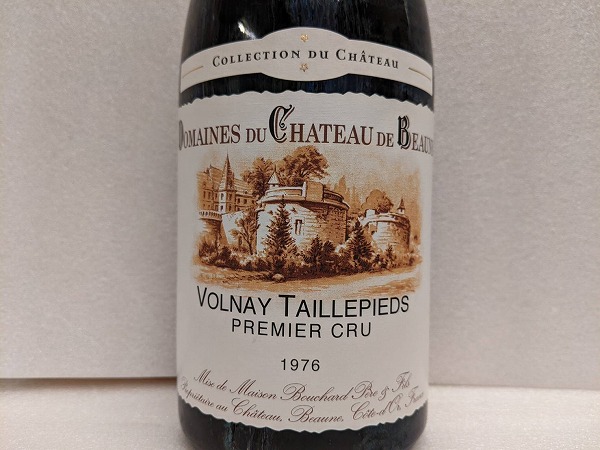 COLLECTION DU CHÂTEAU
DOMAINES DU CHATEAU DE BEAUNE
VOLNAY TAILLEPIEDS
PREMIER CRU
1976
Mise de Maison Bouchard Père & Fils
Propriétaire au Château, Beaune, Côte-d'Or, France